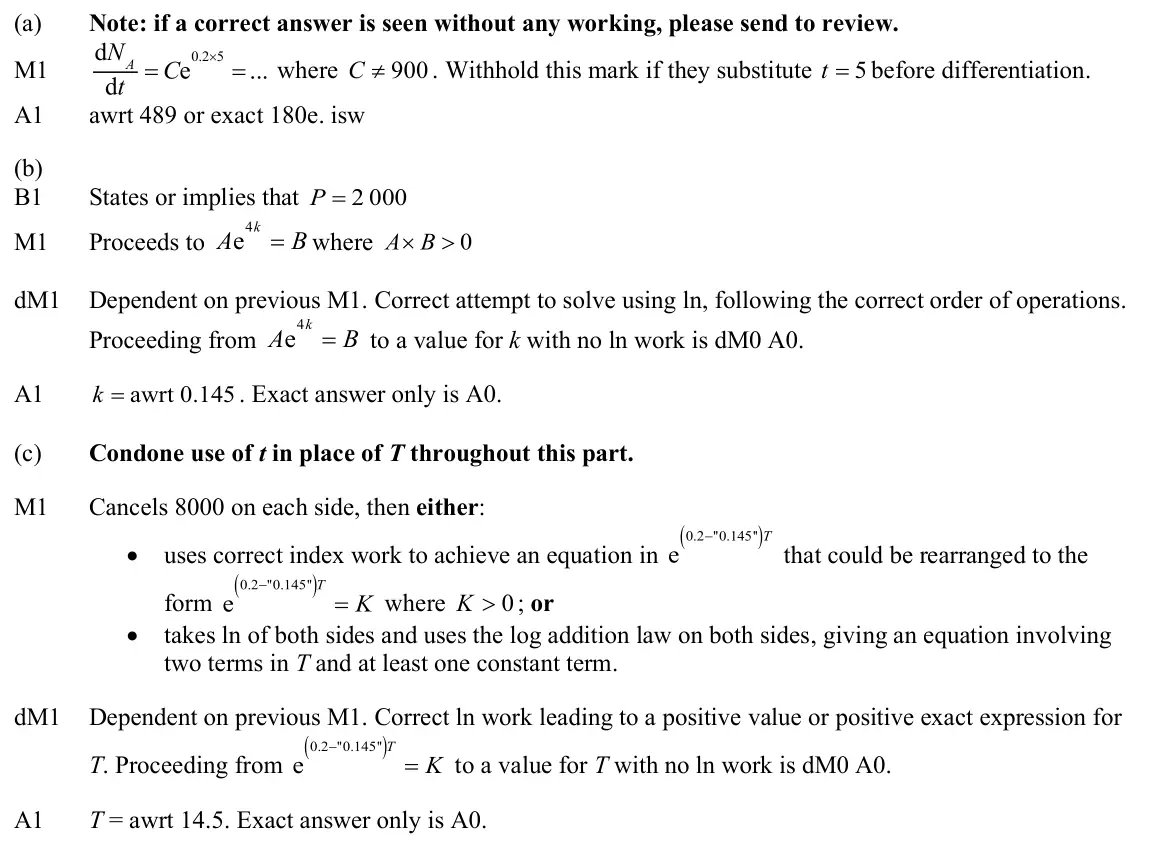 (a) Note: if a correct answer is seen without any working, please send to review.
M1 dN_A/dt = Ce^(0.2×5) = ... where C ≠ 900. Withhold this mark if they substitute t = 5 before differentiation.
A1 awrt 489 or exact 180e. isw
(b)
B1 States or implies that P = 2 000
M1 Proceeds to Ae^(4k) = B where A× B > 0
dM1 Dependent on previous M1. Correct attempt to solve using ln, following the correct order of operations.
Proceeding from Ae^(4k) = B to a value for k with no ln work is dM0 A0.
A1 k = awrt 0.145. Exact answer only is A0.
(c) Condone use of t in place of T throughout this part.
M1 Cancels 8000 on each side, then either:
• uses correct index work to achieve an equation in e^((0.2–"0.145")T) that could be rearranged to the
form e^((0.2–"0.145")T) = K where K > 0; or
• takes ln of both sides and uses the log addition law on both sides, giving an equation involving
two terms in T and at least one constant term.
dM1 Dependent on previous M1. Correct ln work leading to a positive value or positive exact expression for
T. Proceeding from e^((0.2–"0.145")T) = K to a value for T with no ln work is dM0 A0.
A1 T = awrt 14.5. Exact answer only is A0.